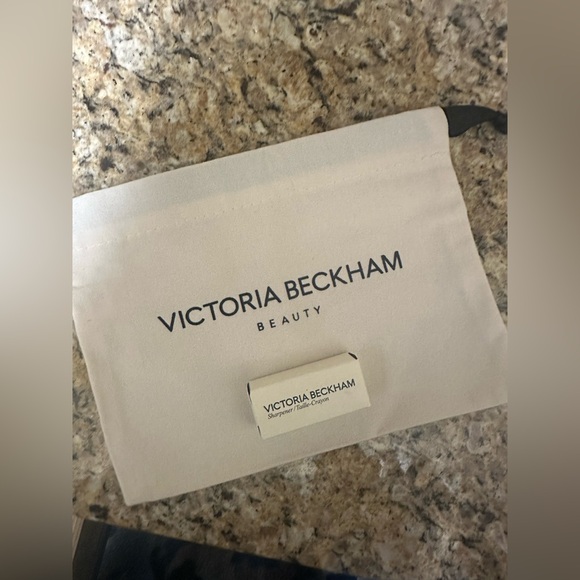 VICTORIA BECKHAM
BEAUTY
VICTORIA BECKHAM
Sharpener / Taille-Crayon